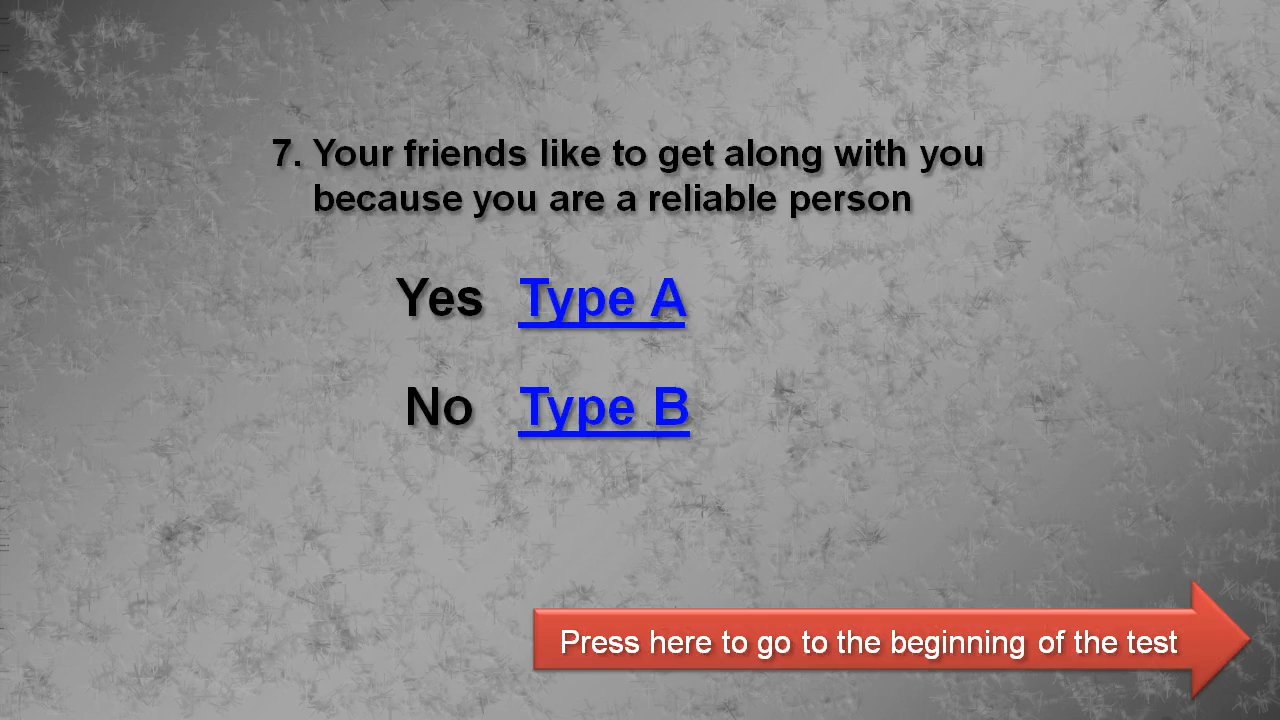 7. Your friends like to get along with you
because you are a reliable person
Yes Type A
No Type B
Press here to go to the beginning of the test